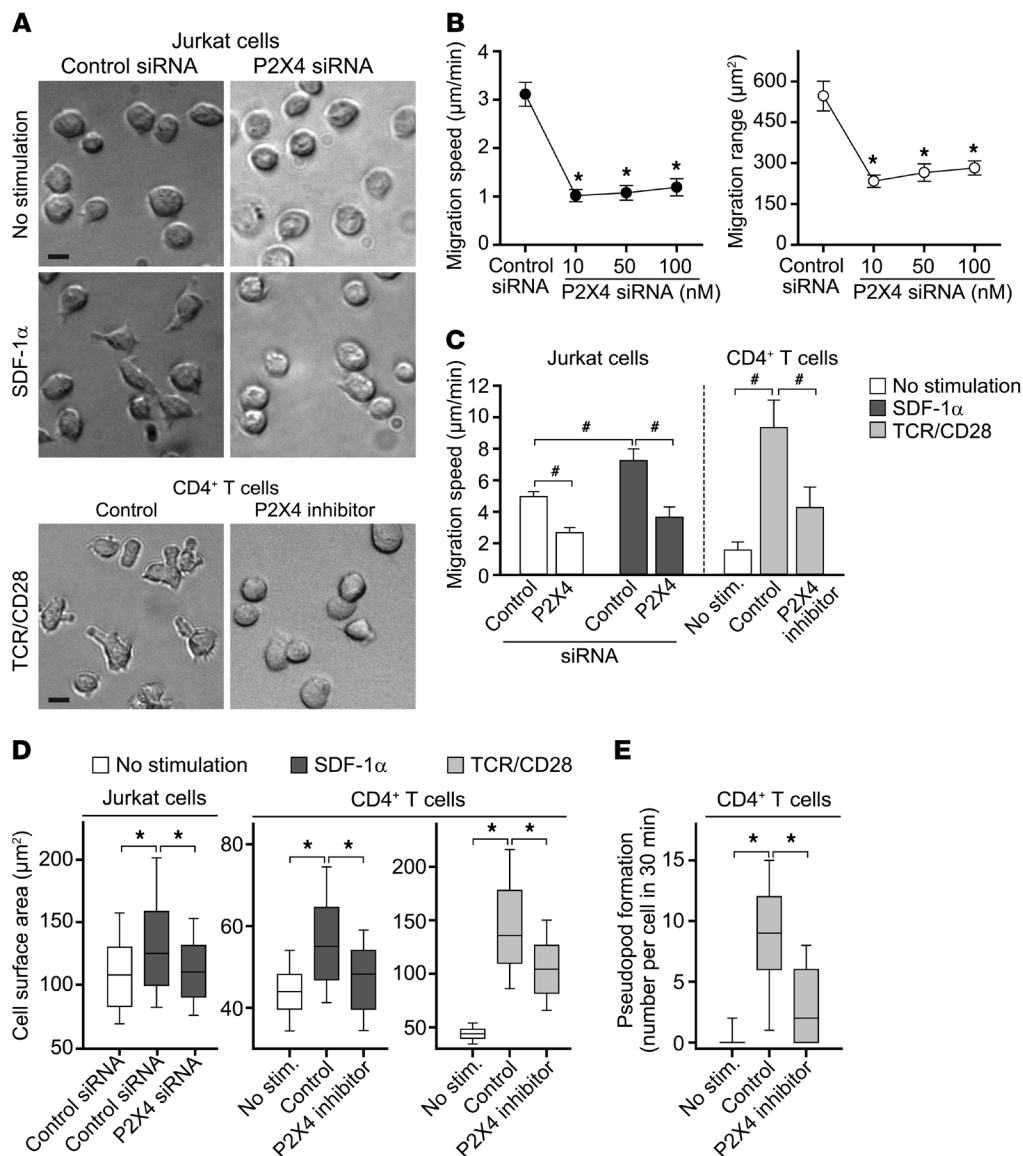 A
Jurkat cells
Control siRNA P2X4 siRNA
No stimulation
SDF-1α
CD4⁺ T cells
Control P2X4 inhibitor
TCR/CD28
B
Migration speed (µm/min)
4
3
2
1
0
Control siRNA
10 50 100
P2X4 siRNA (nM)
* * *
Migration range (µm²)
600
450
300
150
0
Control siRNA
10 50 100
P2X4 siRNA (nM)
* * *
C
Jurkat cells CD4⁺ T cells
No stimulation
SDF-1α
TCR/CD28
Migration speed (µm/min)
12
10
8
6
4
2
0
# # # # #
Control P2X4 Control P2X4 No stim. Control P2X4 inhibitor
siRNA
D
No stimulation SDF-1α TCR/CD28
Jurkat cells CD4⁺ T cells
Cell surface area (µm²)
200
150
100
50
* *
Control siRNA Control siRNA P2X4 siRNA
80
60
40
* *
No stim. Control P2X4 inhibitor
200
150
100
50
* *
No stim. Control P2X4 inhibitor
E
CD4⁺ T cells
Pseudopod formation
(number per cell in 30 min)
15
10
5
0
* *
No stim. Control P2X4 inhibitor